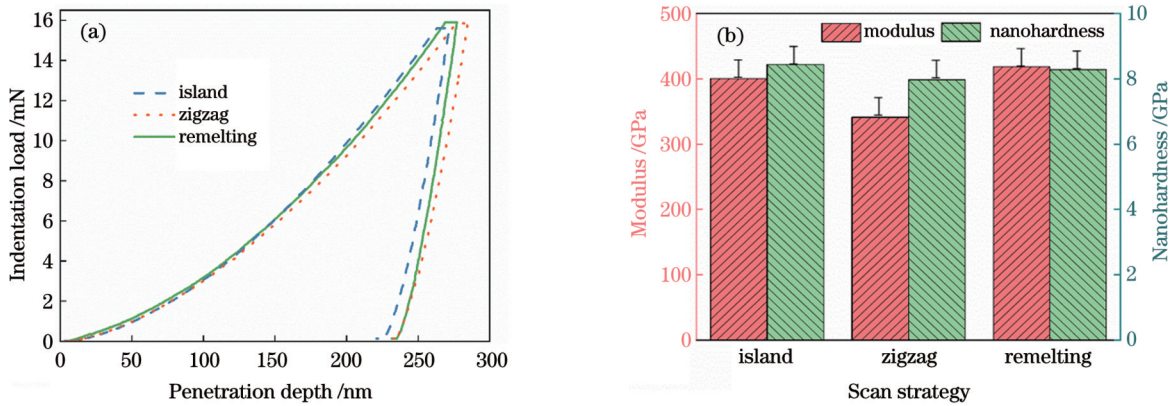 (a)
Indentation load /mN
16
14
12
10
8
6
4
2
0
island
zigzag
remelting
0 50 100 150 200 250 300
Penetration depth /nm
(b)
modulus nanohardness
Modulus /GPa
500
400
300
200
100
0
10
8
6
4
2
0
Nanohardness /GPa
island zigzag remelting
Scan strategy